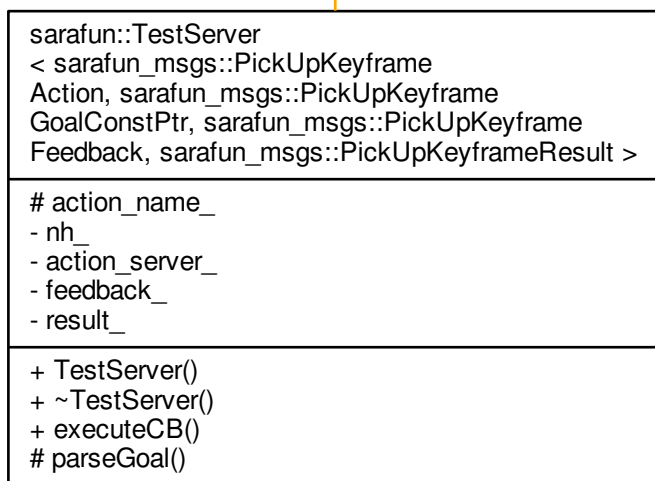 sarafun::TestServer
< sarafun_msgs::PickUpKeyframe
Action, sarafun_msgs::PickUpKeyframe
GoalConstPtr, sarafun_msgs::PickUpKeyframe
Feedback, sarafun_msgs::PickUpKeyframeResult >
# action_name_
- nh_
- action_server_
- feedback_
- result_
+ TestServer()
+ ~TestServer()
+ executeCB()
# parseGoal()